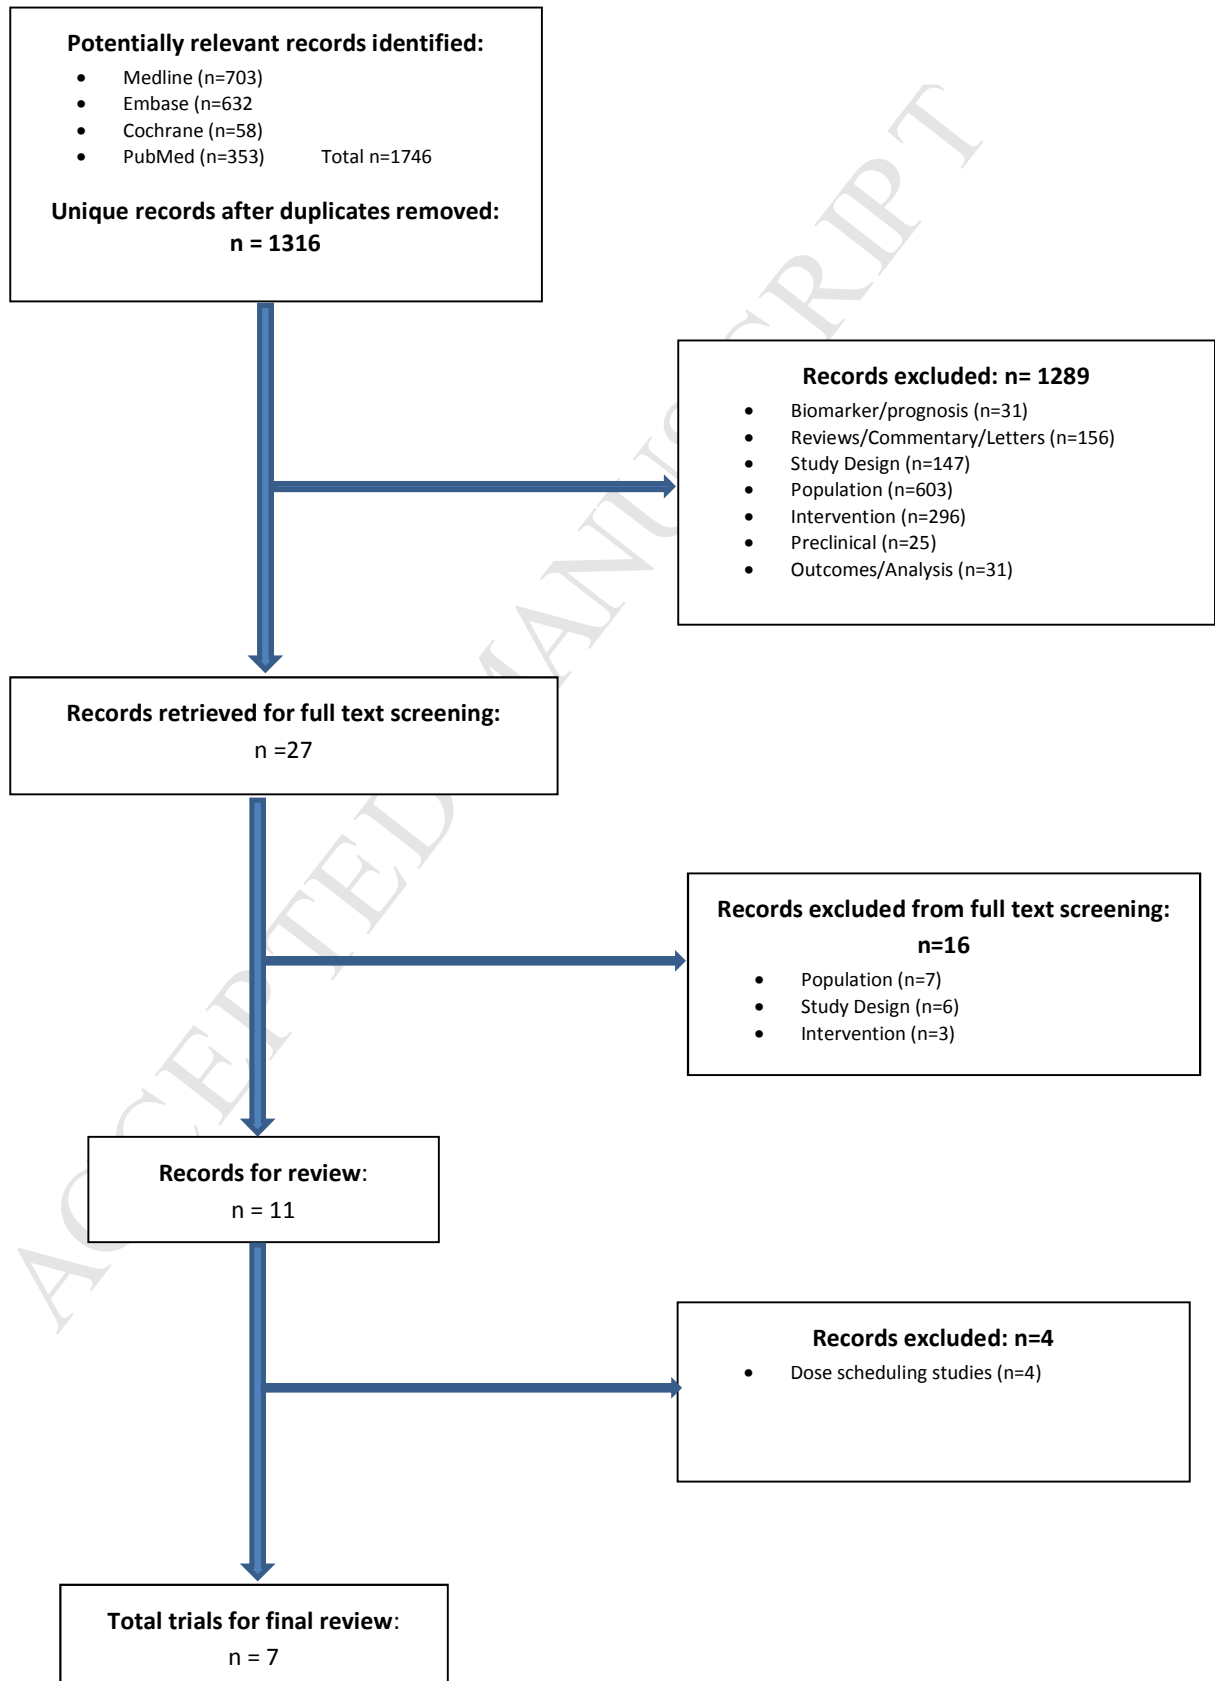 Potentially relevant records identified:
• Medline (n=703)
• Embase (n=632
• Cochrane (n=58)
• PubMed (n=353) Total n=1746
Unique records after duplicates removed:
n = 1316
Records excluded: n= 1289
• Biomarker/prognosis (n=31)
• Reviews/Commentary/Letters (n=156)
• Study Design (n=147)
• Population (n=603)
• Intervention (n=296)
• Preclinical (n=25)
• Outcomes/Analysis (n=31)
Records retrieved for full text screening:
n =27
Records excluded from full text screening:
n=16
• Population (n=7)
• Study Design (n=6)
• Intervention (n=3)
Records for review:
n = 11
Records excluded: n=4
• Dose scheduling studies (n=4)
Total trials for final review:
n = 7
ACCEPTED MANUSCRIPT